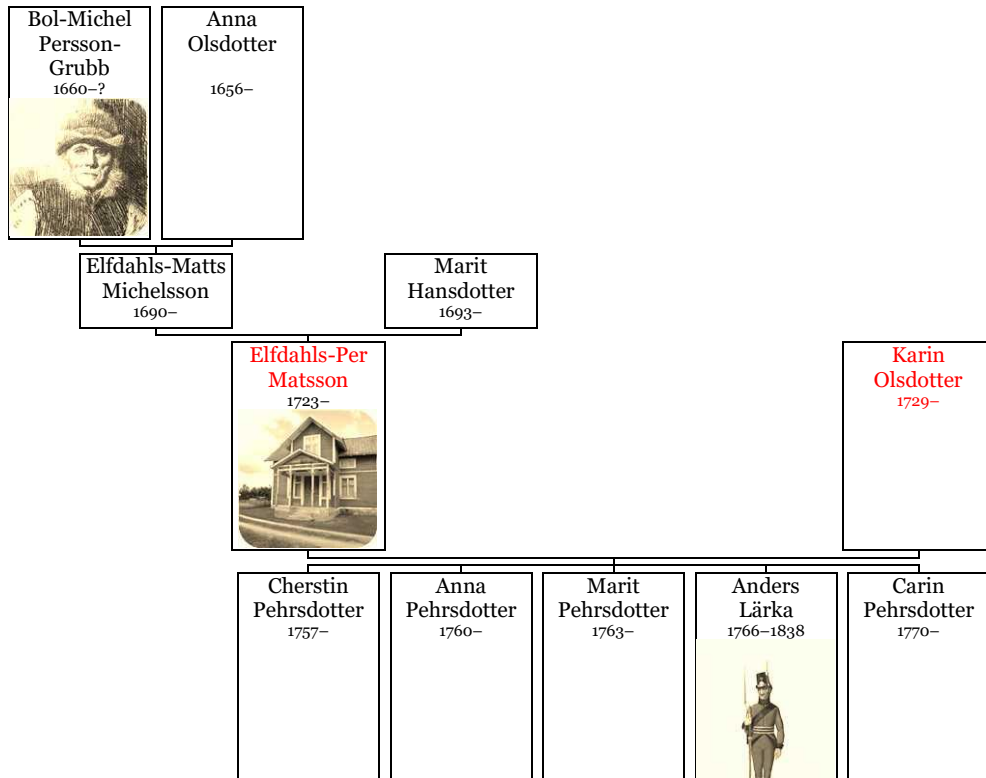 Bol-Michel
Persson-
Grubb
1660–?
Anna
Olsdotter
1656–
Elfdahls-Matts
Michelsson
1690–
Marit
Hansdotter
1693–
Elfdahls-Per
Matsson
1723–
Karin
Olsdotter
1729–
Cherstin
Pehrsdotter
1757–
Anna
Pehrsdotter
1760–
Marit
Pehrsdotter
1763–
Anders
Lärka
1766–1838
Carin
Pehrsdotter
1770–